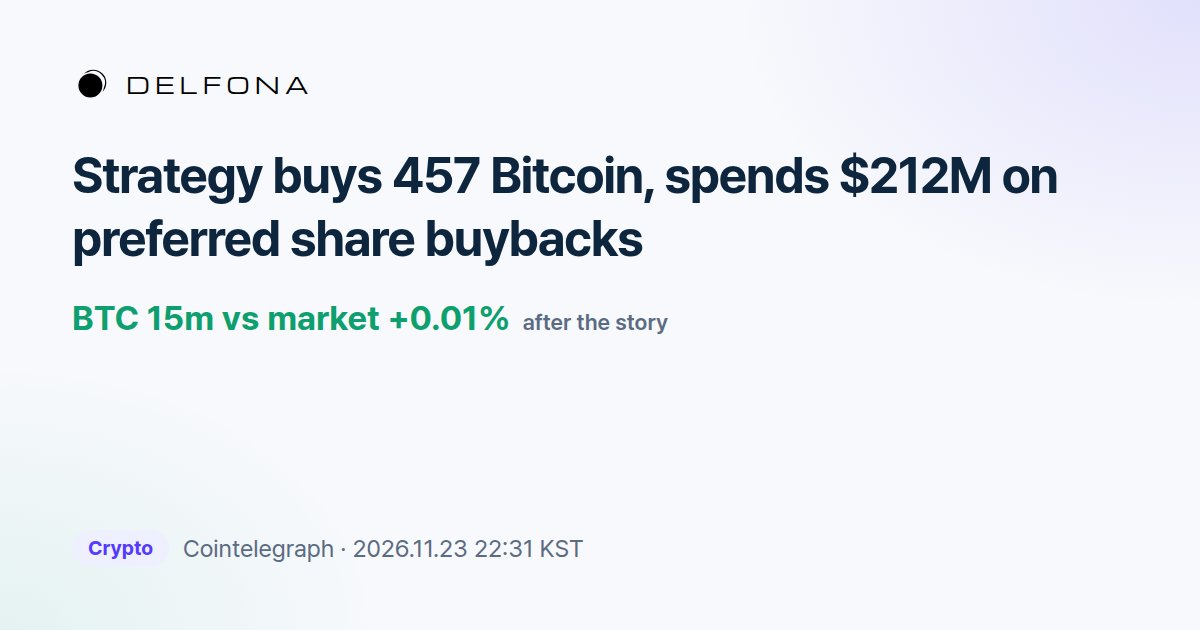 DELFONA
Strategy buys 457 Bitcoin, spends $212M on
preferred share buybacks
BTC 15m vs market +0.01% after the story
Crypto Cointelegraph · 2026.11.23 22:31 KST